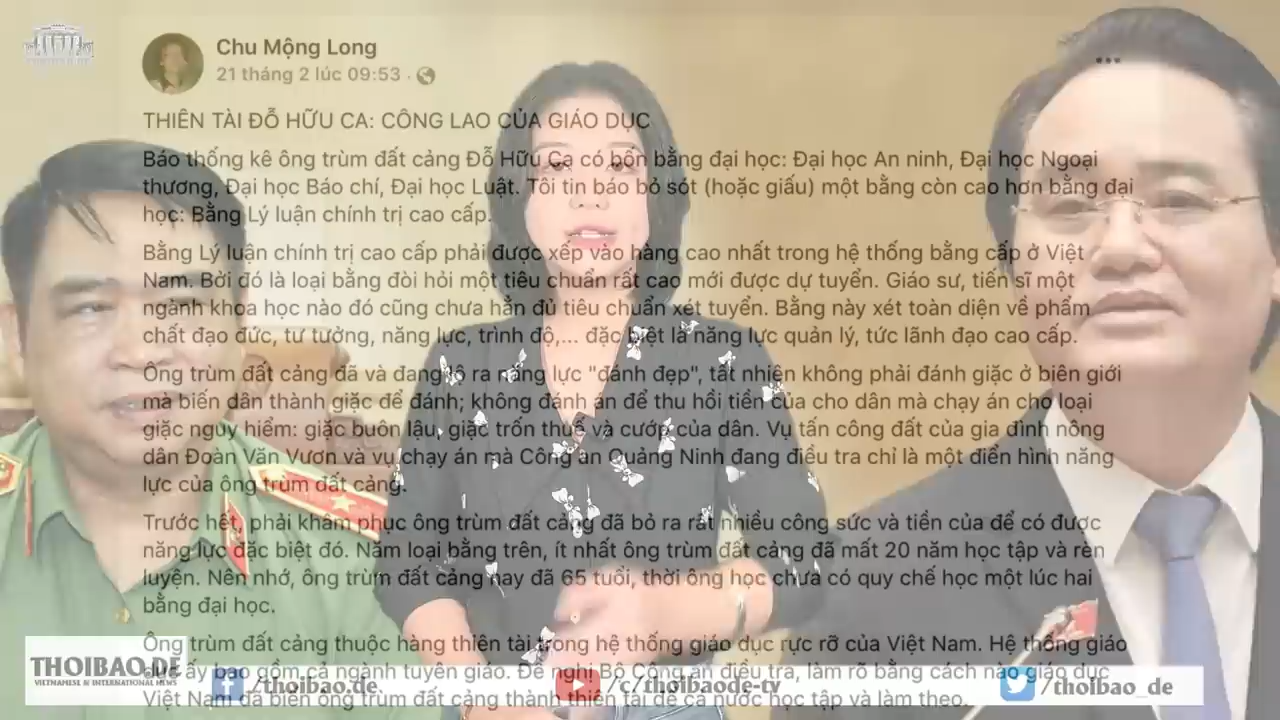 Chu Mộng Long
21 tháng 2 lúc 09:53 ·
THIÊN TÀI ĐỖ HỮU CA: CÔNG LAO CỦA GIÁO DỤC
Báo thống kê ông trùm đất cảng Đỗ Hữu Ca có bốn bằng đại học: Đại học An ninh, Đại học Ngoại
thương, Đại học Báo chí, Đại học Luật. Tôi tin báo bỏ sót (hoặc giấu) một bằng còn cao hơn bằng đại
học: Bằng Lý luận chính trị cao cấp.
Bằng Lý luận chính trị cao cấp phải được xếp vào hàng cao nhất trong hệ thống bằng cấp ở Việt
Nam. Bởi đó là loại bằng đòi hỏi một tiêu chuẩn rất cao mới được dự tuyển. Giáo sư, tiến sĩ một
ngành khoa học nào đó cũng chưa hẳn đủ tiêu chuẩn xét tuyển. Bằng này xét toàn diện về phẩm
chất đạo đức, tư tưởng, năng lực, trình độ,... đặc biệt là năng lực quản lý, tức lãnh đạo cao cấp.
Ông trùm đất cảng đã và đang lộ ra năng lực "đánh đẹp", tất nhiên không phải đánh giặc ở biên giới
mà biến dân thành giặc để đánh; không đánh án để thu hồi tiền của cho dân mà chạy án cho loại
giặc nguy hiểm: giặc buôn lậu, giặc trốn thuế và cướp của dân. Vụ tấn công đất của gia đình nông
dân Đoàn Văn Vươn và vụ chạy án mà Công an Quảng Ninh đang điều tra chỉ là một điển hình năng
lực của ông trùm đất cảng.
Trước hết, phải khâm phục ông trùm đất cảng đã bỏ ra rất nhiều công sức và tiền của để có được
năng lực đặc biệt đó. Năm loại bằng trên, ít nhất ông trùm đất cảng đã mất 20 năm học tập và rèn
luyện. Nên nhớ, ông trùm đất cảng nay đã 65 tuổi, thời ông học chưa có quy chế học một lúc hai
bằng đại học.
Ông trùm đất cảng thuộc hàng thiên tài trong hệ thống giáo dục rực rỡ của Việt Nam. Hệ thống giáo
dục ấy bao gồm cả ngành tuyên giáo. Đề nghị Bộ Công an điều tra, làm rõ bằng cách nào giáo dục
Việt Nam đã biến ông trùm đất cảng thành thiên tài để cả nước học tập và làm theo.
THOIBAO.DE
VIETNAMESE & INTERNATIONAL NEWS
/thoibao.de
/c/thoibaode-tv
/thoibao_de